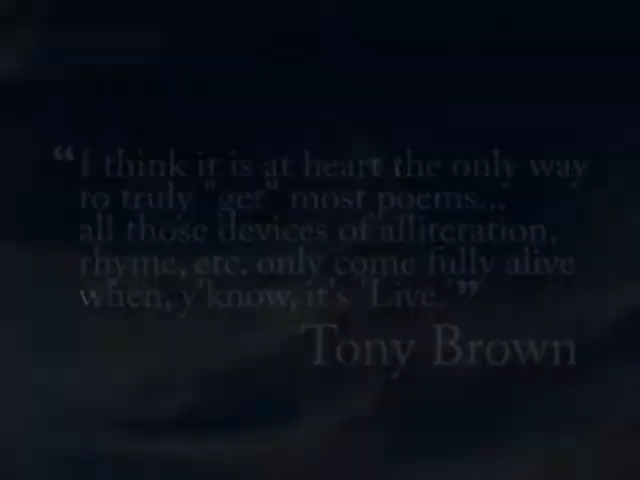 “I think it is at heart the only way
to truly "get" most poems...
all those devices of alliteration,
rhyme, etc. only come fully alive
when, y'know, it's 'Live.'”
Tony Brown